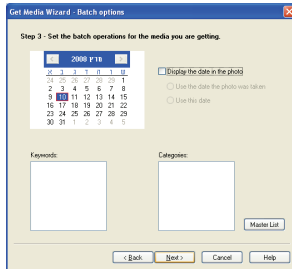 Get Media Wizard - Batch options
Step 3 - Set the batch operations for the media you are getting.
מרץ 2008
א ב ג ד ה ו ש
24 25 26 27 28 29 1
2 3 4 5 6 7 8
9 10 11 12 13 14 15
16 17 18 19 20 21 22
23 24 25 26 27 28 29
30 31 1 2 3 4 5
Display the date in the photo
Use the date the photo was taken
Use this date
Keywords:
Categories:
Master List
< Back
Next >
Cancel
Help